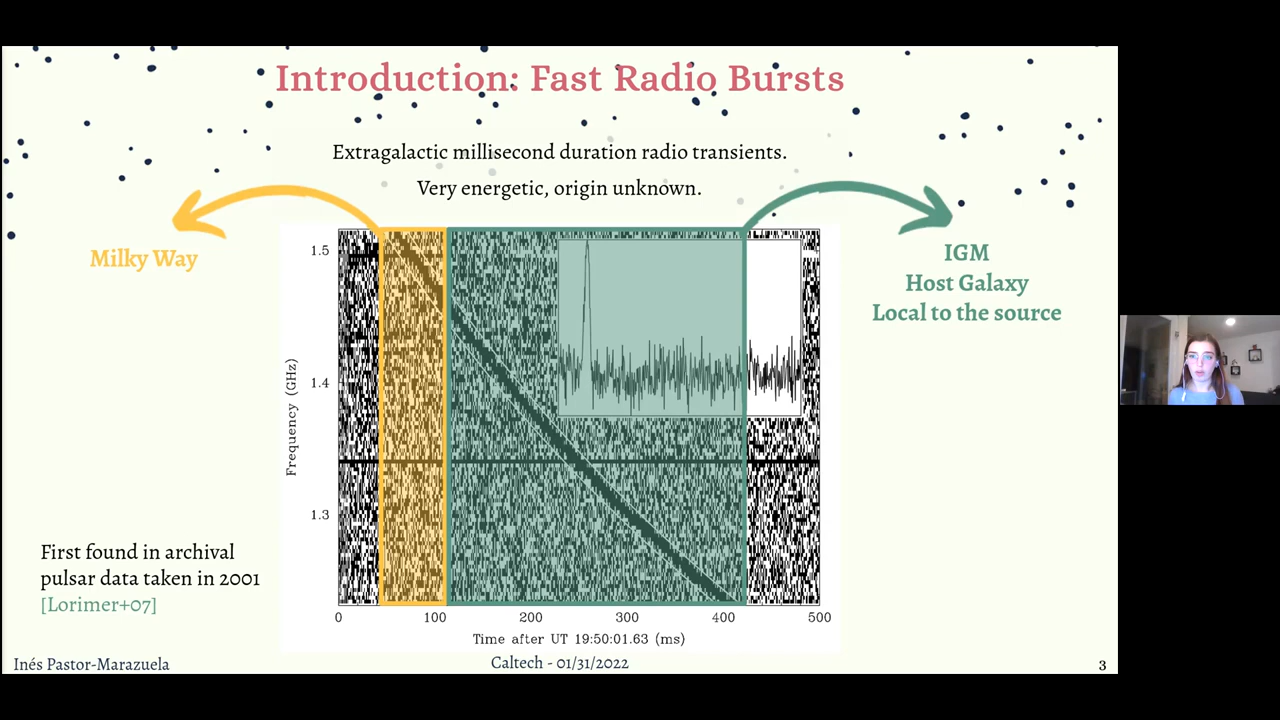 Introduction: Fast Radio Bursts
Extragalactic millisecond duration radio transients.
Very energetic, origin unknown.
Milky Way
IGM
Host Galaxy
Local to the source
1.5
1.4
1.3
Frequency (GHz)
0 100 200 300 400 500
Time after UT 19:50:01.63 (ms)
First found in archival
pulsar data taken in 2001
[Lorimer+07]
Inés Pastor-Marazuela
Caltech - 01/31/2022
3